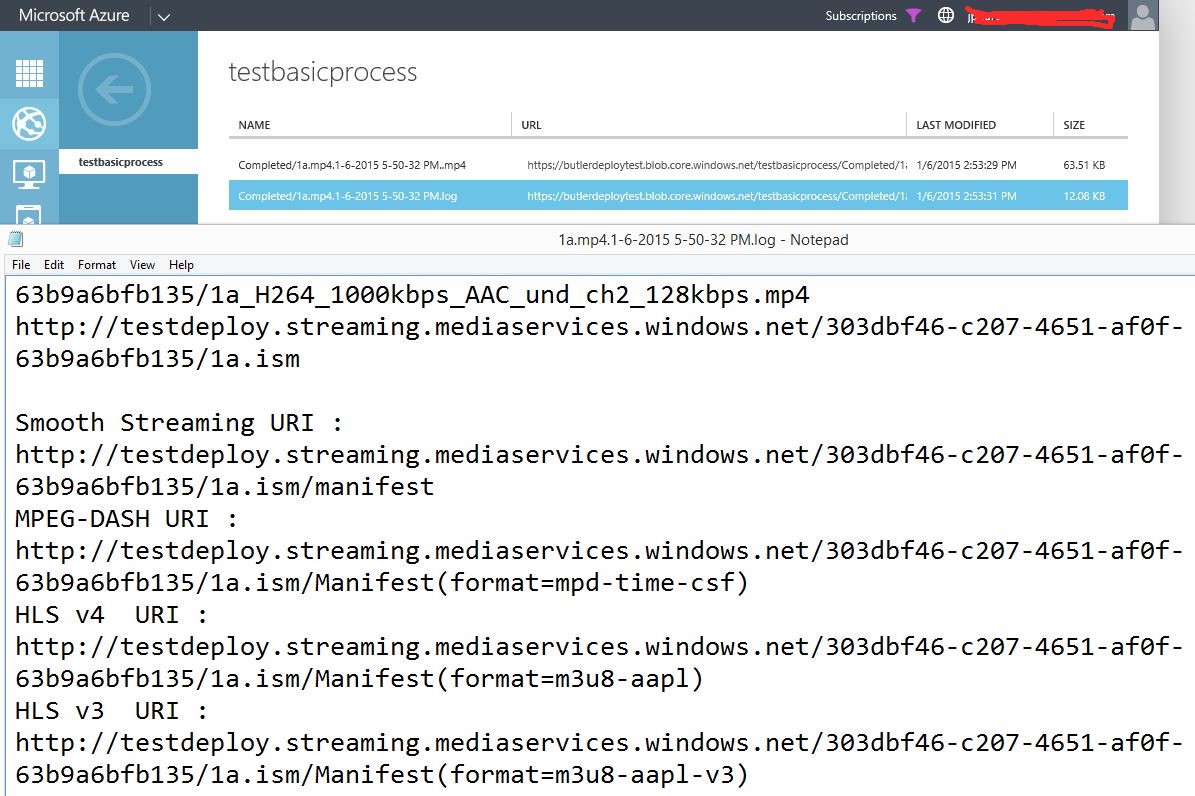 Microsoft Azure
Subscriptions
testbasicprocess
NAME URL LAST MODIFIED SIZE
testbasicprocess
Completed/1a.mp4.1-6-2015 5-50-32 PM..mp4 https://butlerdeploytest.blob.core.windows.net/testbasicprocess/Completed/1 1/6/2015 2:53:29 PM 63.51 KB
Completed/1a.mp4.1-6-2015 5-50-32 PM.log https://butlerdeploytest.blob.core.windows.net/testbasicprocess/Completed/1 1/6/2015 2:53:31 PM 12.08 KB
1a.mp4.1-6-2015 5-50-32 PM.log - Notepad
File Edit Format View Help
63b9a6bfb135/1a_H264_1000kbps_AAC_und_ch2_128kbps.mp4
http://testdeploy.streaming.mediaservices.windows.net/303dbf46-c207-4651-af0f-
63b9a6bfb135/1a.ism
Smooth Streaming URI :
http://testdeploy.streaming.mediaservices.windows.net/303dbf46-c207-4651-af0f-
63b9a6bfb135/1a.ism/manifest
MPEG-DASH URI :
http://testdeploy.streaming.mediaservices.windows.net/303dbf46-c207-4651-af0f-
63b9a6bfb135/1a.ism/Manifest(format=mpd-time-csf)
HLS v4  URI :
http://testdeploy.streaming.mediaservices.windows.net/303dbf46-c207-4651-af0f-
63b9a6bfb135/1a.ism/Manifest(format=m3u8-aapl)
HLS v3  URI :
http://testdeploy.streaming.mediaservices.windows.net/303dbf46-c207-4651-af0f-
63b9a6bfb135/1a.ism/Manifest(format=m3u8-aapl-v3)